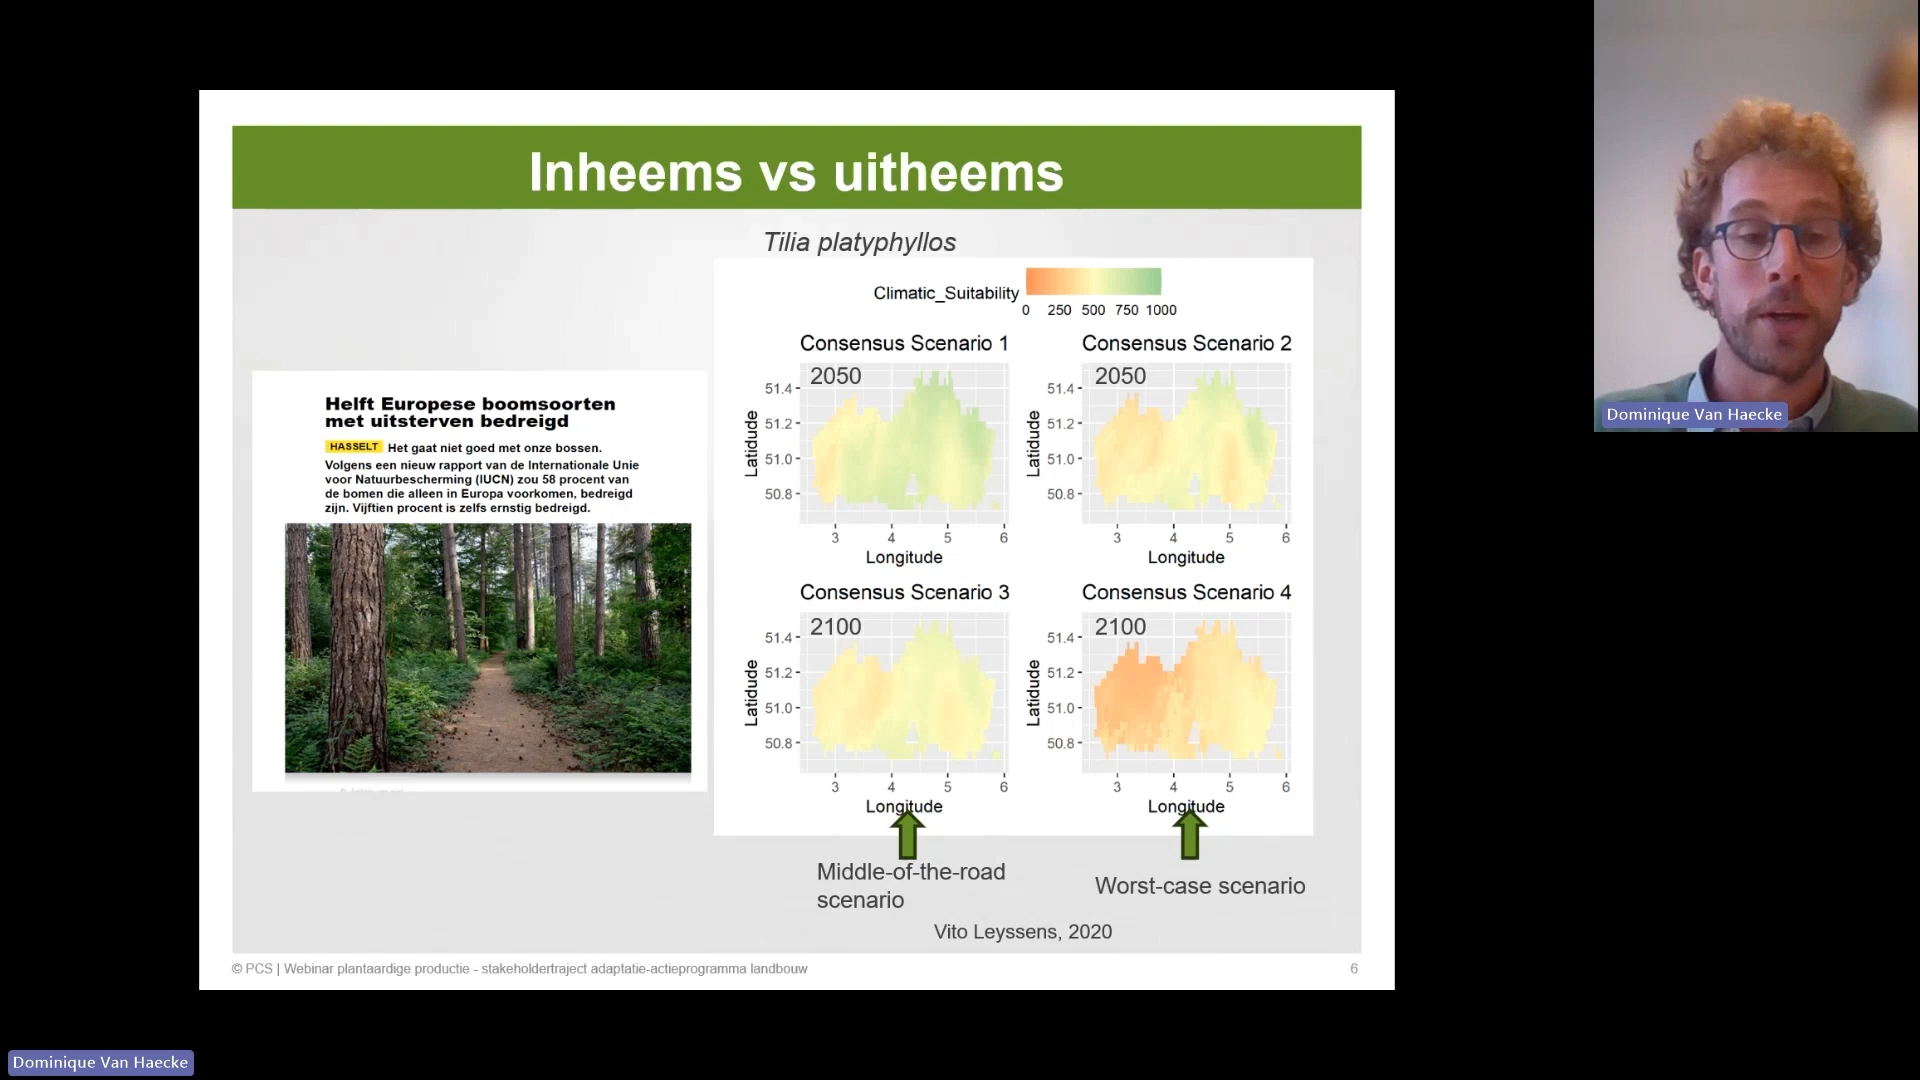 Inheems vs uitheems
Tilia platyphyllos
Climatic_Suitability
0 250 500 750 1000
Helft Europese boomsoorten
met uitsterven bedreigd
HASSELT Het gaat niet goed met onze bossen.
Volgens een nieuw rapport van de Internationale Unie
voor Natuurbescherming (IUCN) zou 58 procent van
de bomen die alleen in Europa voorkomen, bedreigd
zijn. Vijftien procent is zelfs ernstig bedreigd.
Consensus Scenario 1
2050
Latidude
51.4
51.2
51.0
50.8
3 4 5 6
Longitude
Consensus Scenario 2
2050
Latidude
51.4
51.2
51.0
50.8
3 4 5 6
Longitude
Consensus Scenario 3
2100
Latidude
51.4
51.2
51.0
50.8
3 4 5 6
Longitude
Consensus Scenario 4
2100
Latidude
51.4
51.2
51.0
50.8
3 4 5 6
Longitude
Middle-of-the-road
scenario
Worst-case scenario
Vito Leyssens, 2020
© PCS | Webinar plantaardige productie - stakeholdertraject adaptatie-actieprogramma landbouw
6
Dominique Van Haecke
Dominique Van Haecke